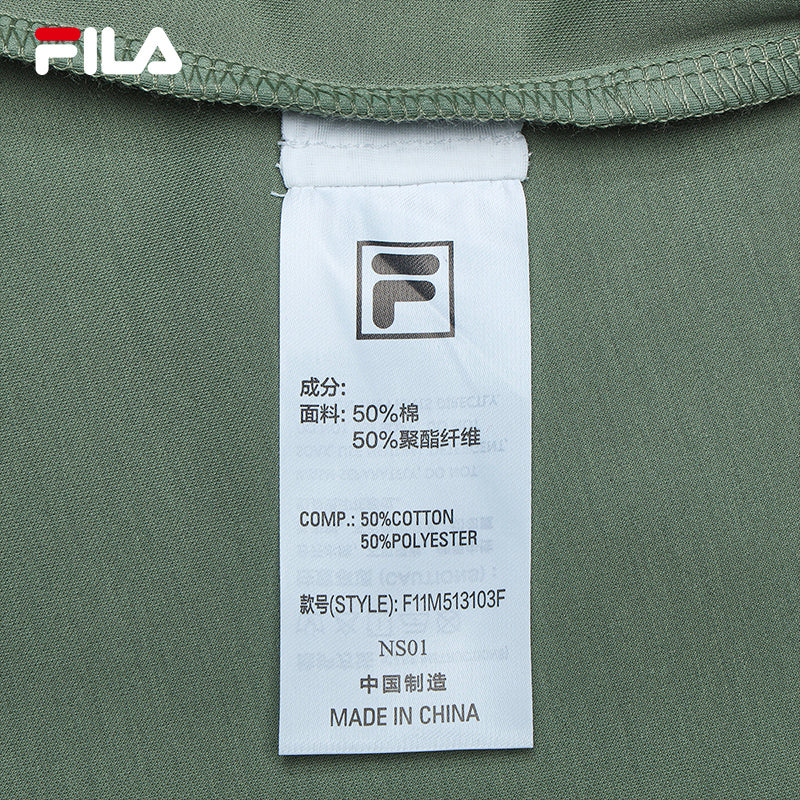 FILA
F
成分:
面料: 50%棉
50%聚酯纤维
COMP.: 50%COTTON
50%POLYESTER
款号(STYLE): F11M513103F
NS01
中国制造
MADE IN CHINA